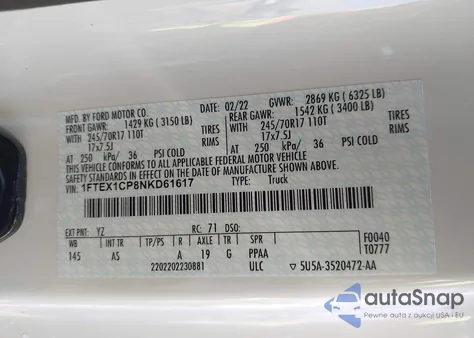 MFD. BY FORD MOTOR CO.
02/22 GVWR: 2869 KG ( 6325 LB)
FRONT GAWR: 1429 KG ( 3150 LB) REAR GAWR: 1542 KG ( 3400 LB)
245/70R17 110T TIRES 245/70R17 110T TIRES
17x7.5J RIMS 17x7.5J RIMS
AT 250 kPa/ 36 PSI COLD AT 250 kPa/ 36 PSI COLD
THIS VEHICLE CONFORMS TO ALL APPLICABLE FEDERAL MOTOR VEHICLE
SAFETY STANDARDS IN EFFECT ON THE DATE OF MANUFACTURE SHOWN ABOVE.
VIN: 1FTEX1CP8NKD61617 TYPE: Truck
EXT PNT: YZ RC: 71 DSO:
WB INT TR TP/PS R AXLE TR SPR F0040
145 AS A 19 G PPAA T0777
2202202230881 ULC 5U5A-3520472-AA
autoSnap
Pewne auta z USA i EU